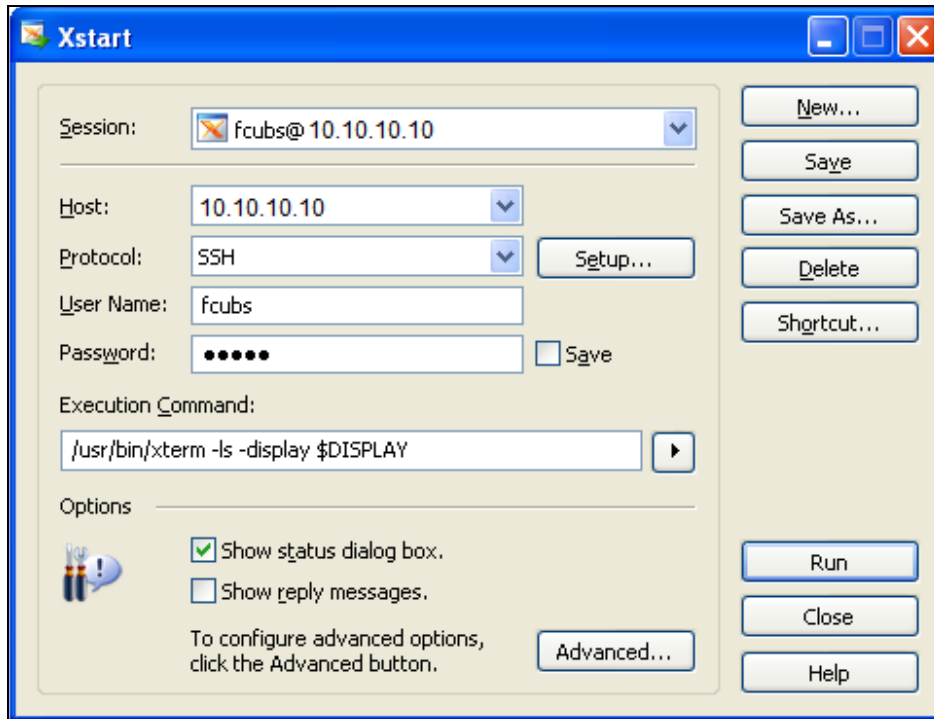 Xstart
Session:
fcubs@10.10.10.10
New...
Save
Host:
10.10.10.10
Save As...
Protocol:
SSH
Setup...
Delete
User Name:
fcubs
Shortcut...
Password:
●●●●●
Save
Execution Command:
/usr/bin/xterm -ls -display $DISPLAY
Options
Show status dialog box.
Run
Show reply messages.
Close
To configure advanced options,
click the Advanced button.
Advanced...
Help